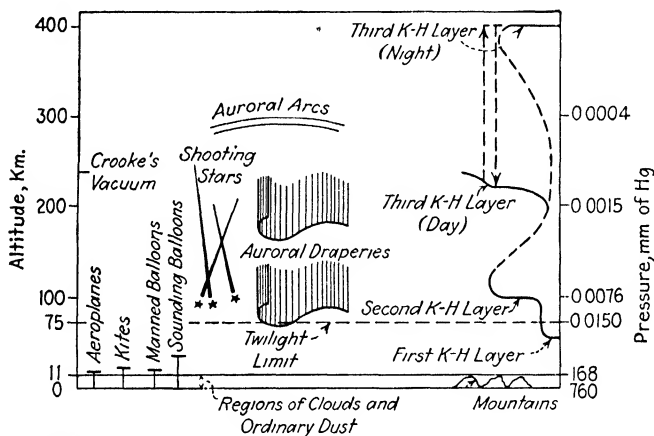 400
300
200
100
75
11
0
Altitude, Km.
Crooke's
Vacuum
Shooting
Stars
Auroral Arcs
Auroral Draperies
Twilight
Limit
Aeroplanes
Kites
Manned Balloons
Sounding Balloons
Regions of Clouds and
Ordinary Dust
Third K-H Layer
(Night)
Third K-H Layer
(Day)
Second K-H Layer
First K-H Layer
Mountains
0 0004
0 0015
0 0076
0 0150
168
760
Pressure, mm of Hg